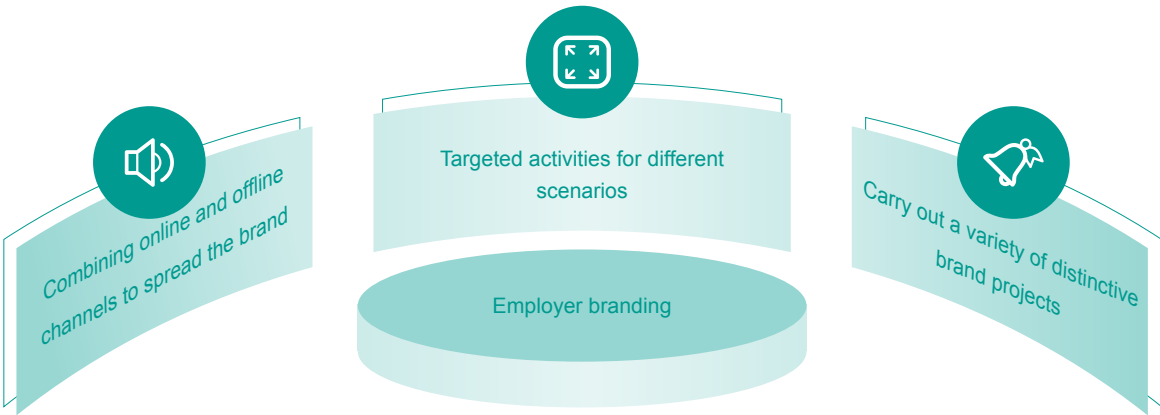 Combining online and offline
channels to spread the brand
Targeted activities for different
scenarios
Carry out a variety of distinctive
brand projects
Employer branding